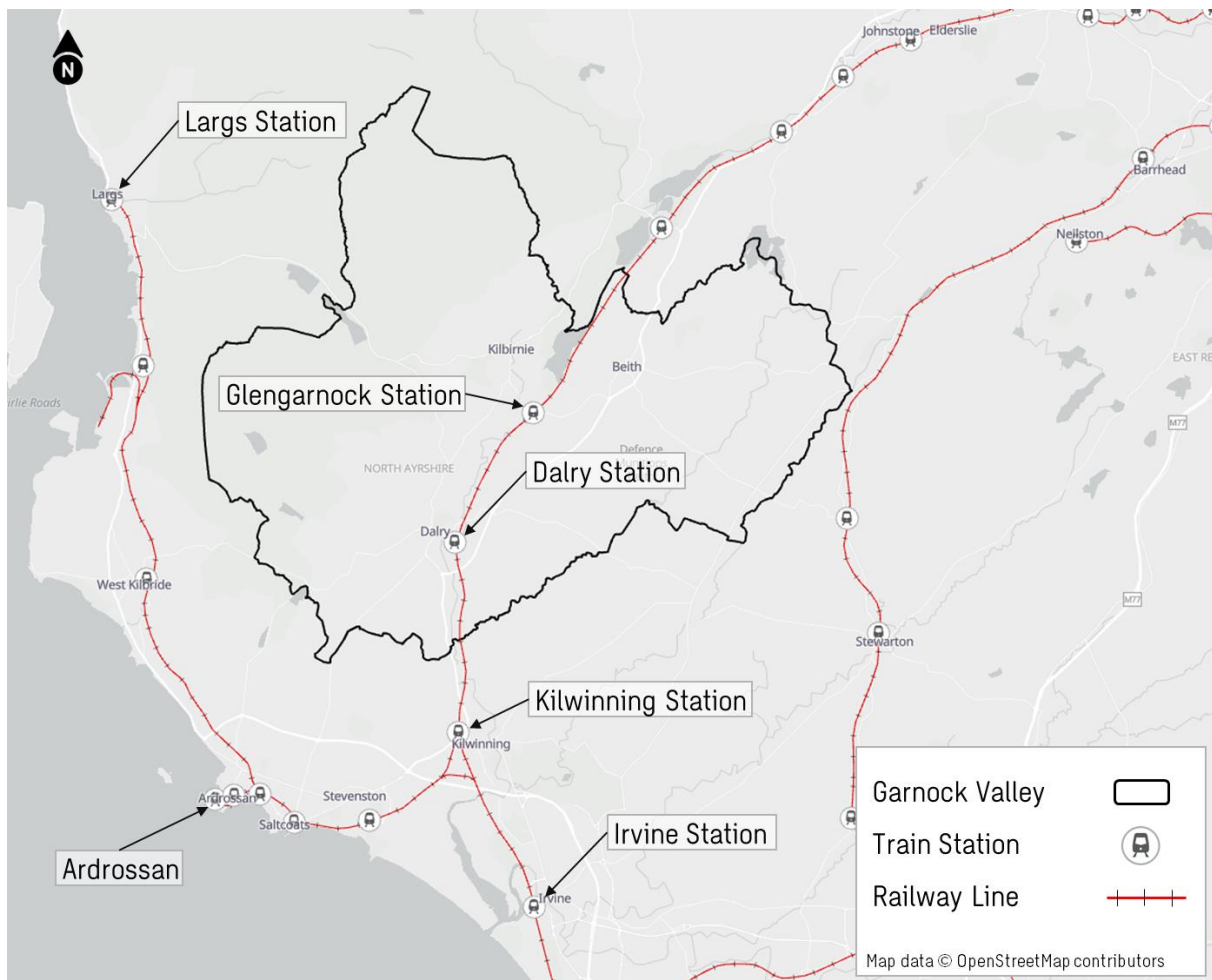 Johnstone
Elderslie
N
Largs Station
Largs
Barrhead
Neilston
Kilbirnie
Beith
EAST RE
Glengarnock Station
irlie Roads
M77
Defence
NORTH AYRSHIRE
Dalry Station
Dalry
West Kilbride
M77
Stewarton
Kilwinning Station
Kilwinning
Ardrossan
Stevenston
Saltcoats
Irvine Station
Ardrossan
Irvine
Garnock Valley
Train Station
Railway Line
Map data © OpenStreetMap contributors